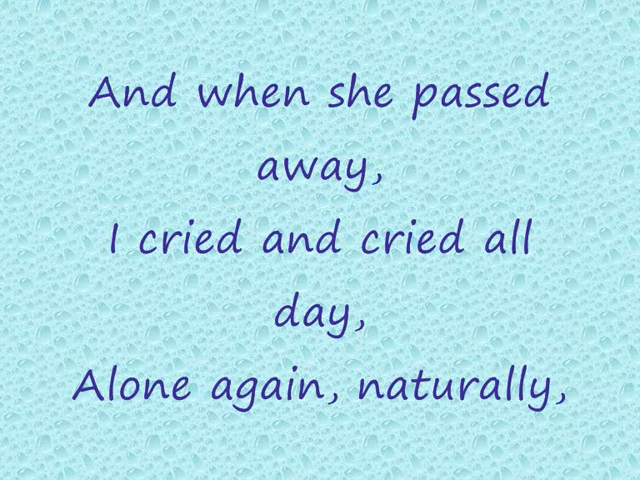 And when she passed
away,
I cried and cried all
day,
Alone again, naturally,